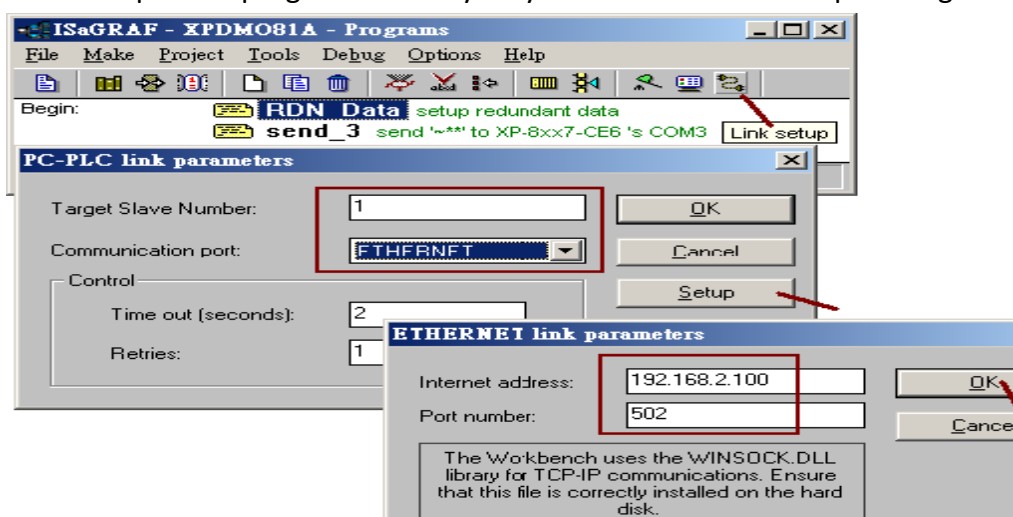 ISaGRAF - XPDMO81A - Programs
File Make Project Tools Debug Options Help
Begin: RDN_Data setup redundant data
send_3 send '~**' to XP-8xx7-CE6 's COM3
Link setup
PC-PLC link parameters
Target Slave Number: 1 OK
Communication port: ETHERNET Cancel
Control Setup
Time out (seconds): 2
Retries: 1
ETHERNET link parameters
Internet address: 192.168.2.100 OK
Port number: 502 Cance
The Workbench uses the WINSOCK.DLL
library for TCP-IP communications. Ensure
that this file is correctly installed on the hard
disk.